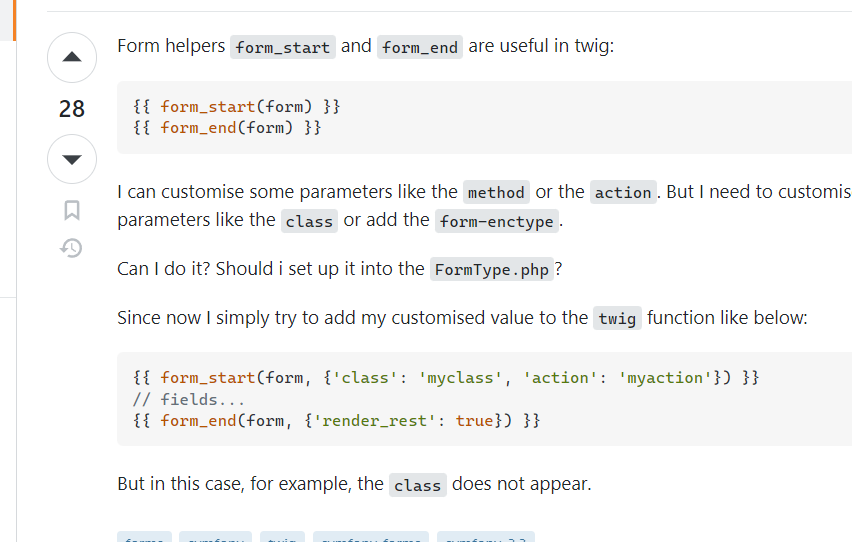 Form helpers form_start and form_end are useful in twig:
28
{{ form_start(form) }}
{{ form_end(form) }}
I can customise some parameters like the method or the action. But I need to customis
parameters like the class or add the form-enctype.
Can I do it? Should i set up it into the FormType.php?
Since now I simply try to add my customised value to the twig function like below:
{{ form_start(form, {'class': 'myclass', 'action': 'myaction'}) }}
// fields...
{{ form_end(form, {'render_rest': true}) }}
But in this case, for example, the class does not appear.